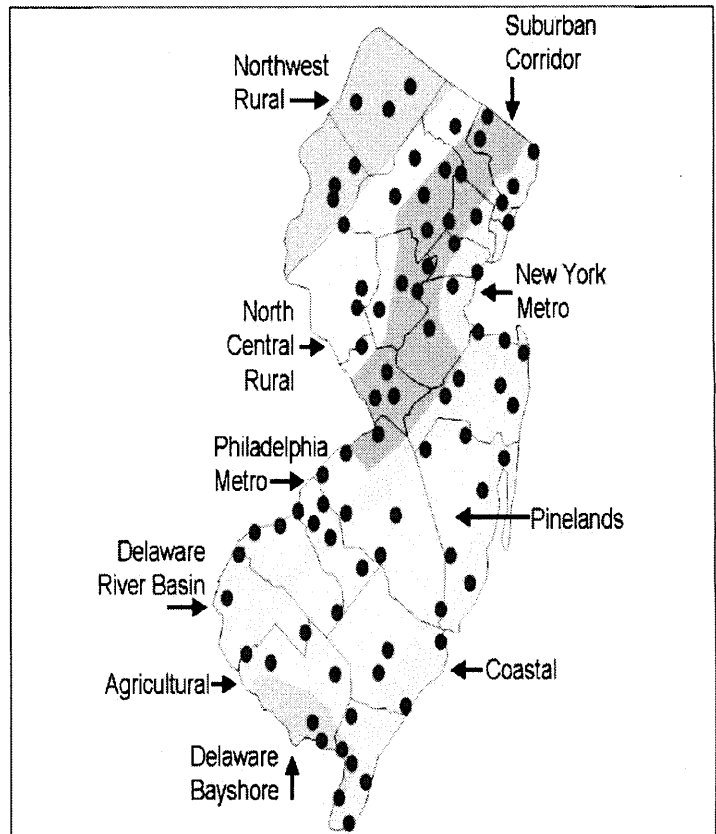 Suburban
Corridor
Northwest
Rural
New York
Metro
North
Central
Rural
Philadelphia
Metro
Pinelands
Delaware
River Basin
Coastal
Agricultural
Delaware
Bayshore